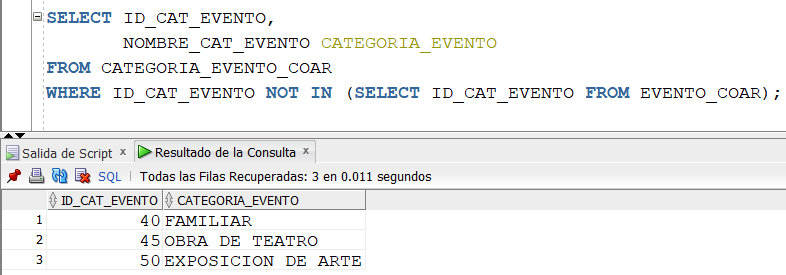 SELECT ID_CAT_EVENTO,
NOMBRE_CAT_EVENTO CATEGORIA_EVENTO
FROM CATEGORIA_EVENTO_COAR
WHERE ID_CAT_EVENTO NOT IN (SELECT ID_CAT_EVENTO FROM EVENTO_COAR);
Salida de Script x Resultado de la Consulta x
SQL | Todas las Filas Recuperadas: 3 en 0.011 segundos
ID_CAT_EVENTO CATEGORIA_EVENTO
1 40 FAMILIAR
2 45 OBRA DE TEATRO
3 50 EXPOSICION DE ARTE